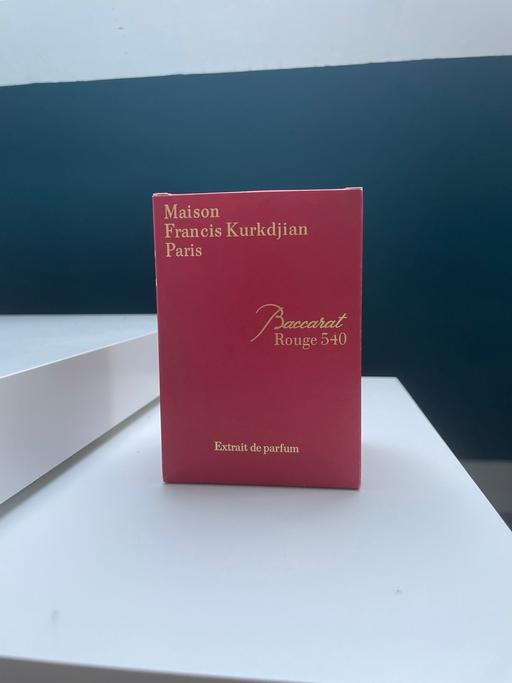 Maison
Francis Kurkdjian
Paris
Baccarat
Rouge 540
Extrait de parfum